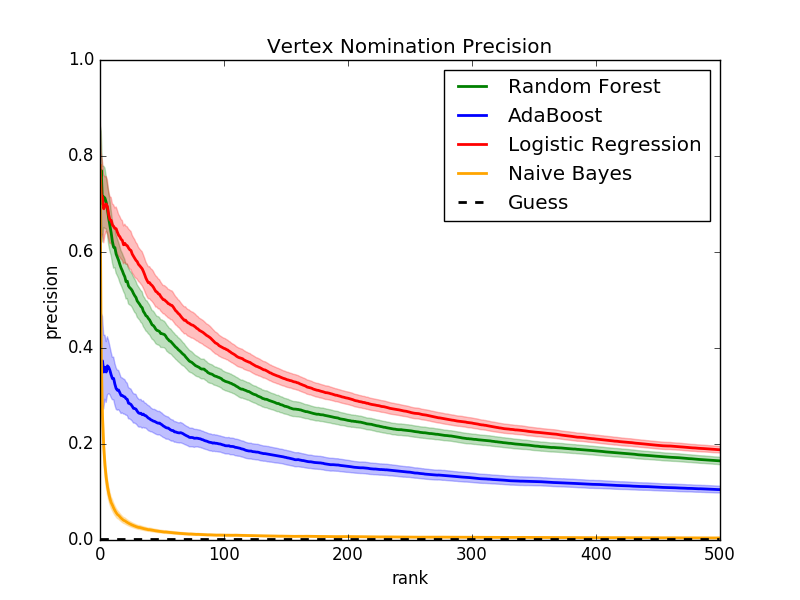 Vertex Nomination Precision
1.0
0.8
0.6
0.4
0.2
0.0
precision
Random Forest
AdaBoost
Logistic Regression
Naive Bayes
Guess
0 100 200 300 400 500
rank